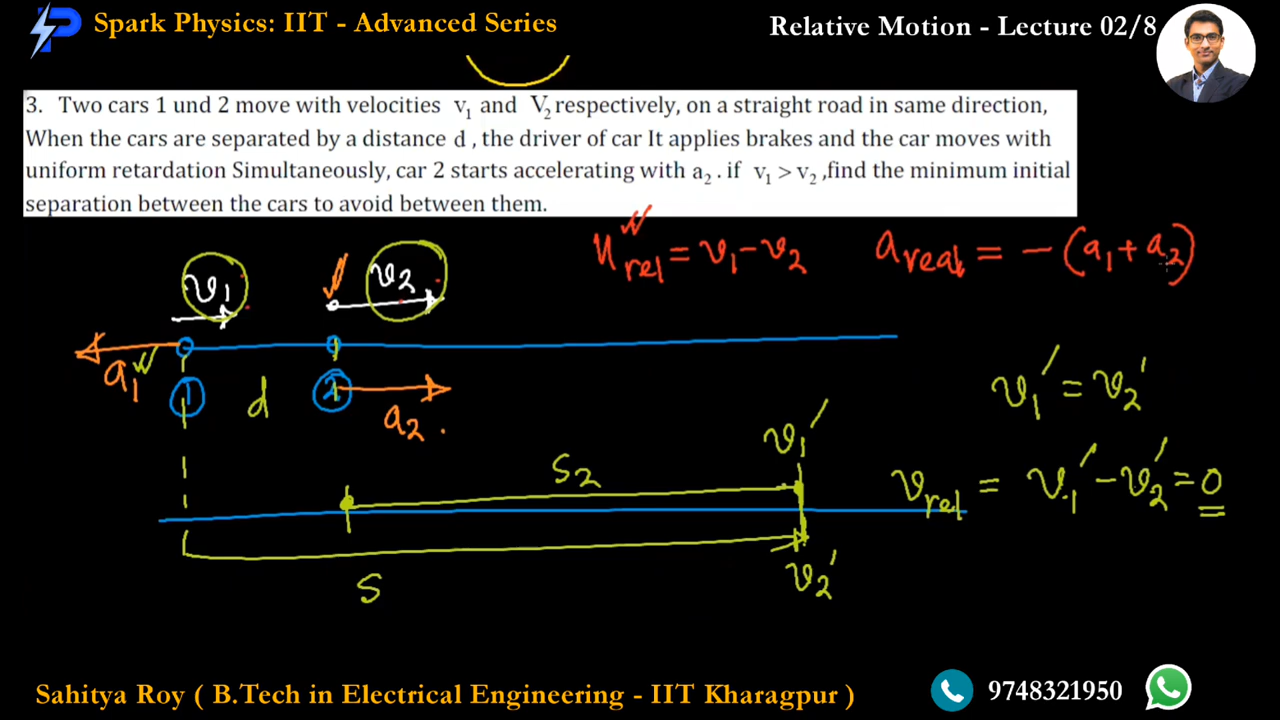 Spark Physics: IIT - Advanced Series
Relative Motion - Lecture 02/8
3. Two cars 1 und 2 move with velocities v₁ and V₂ respectively, on a straight road in same direction,
When the cars are separated by a distance d , the driver of car It applies brakes and the car moves with
uniform retardation Simultaneously, car 2 starts accelerating with a₂ . if v₁ > v₂ ,find the minimum initial
separation between the cars to avoid between them.
u rel = v₁ - v₂
a real = - (a₁ + a₂)
v₁
v₂
a₁
1
d
2
a₂ .
v₁' = v₂'
v₁'
S₂
v rel = v₁' - v₂' = 0
S
v₂'
Sahitya Roy ( B.Tech in Electrical Engineering - IIT Kharagpur )
9748321950